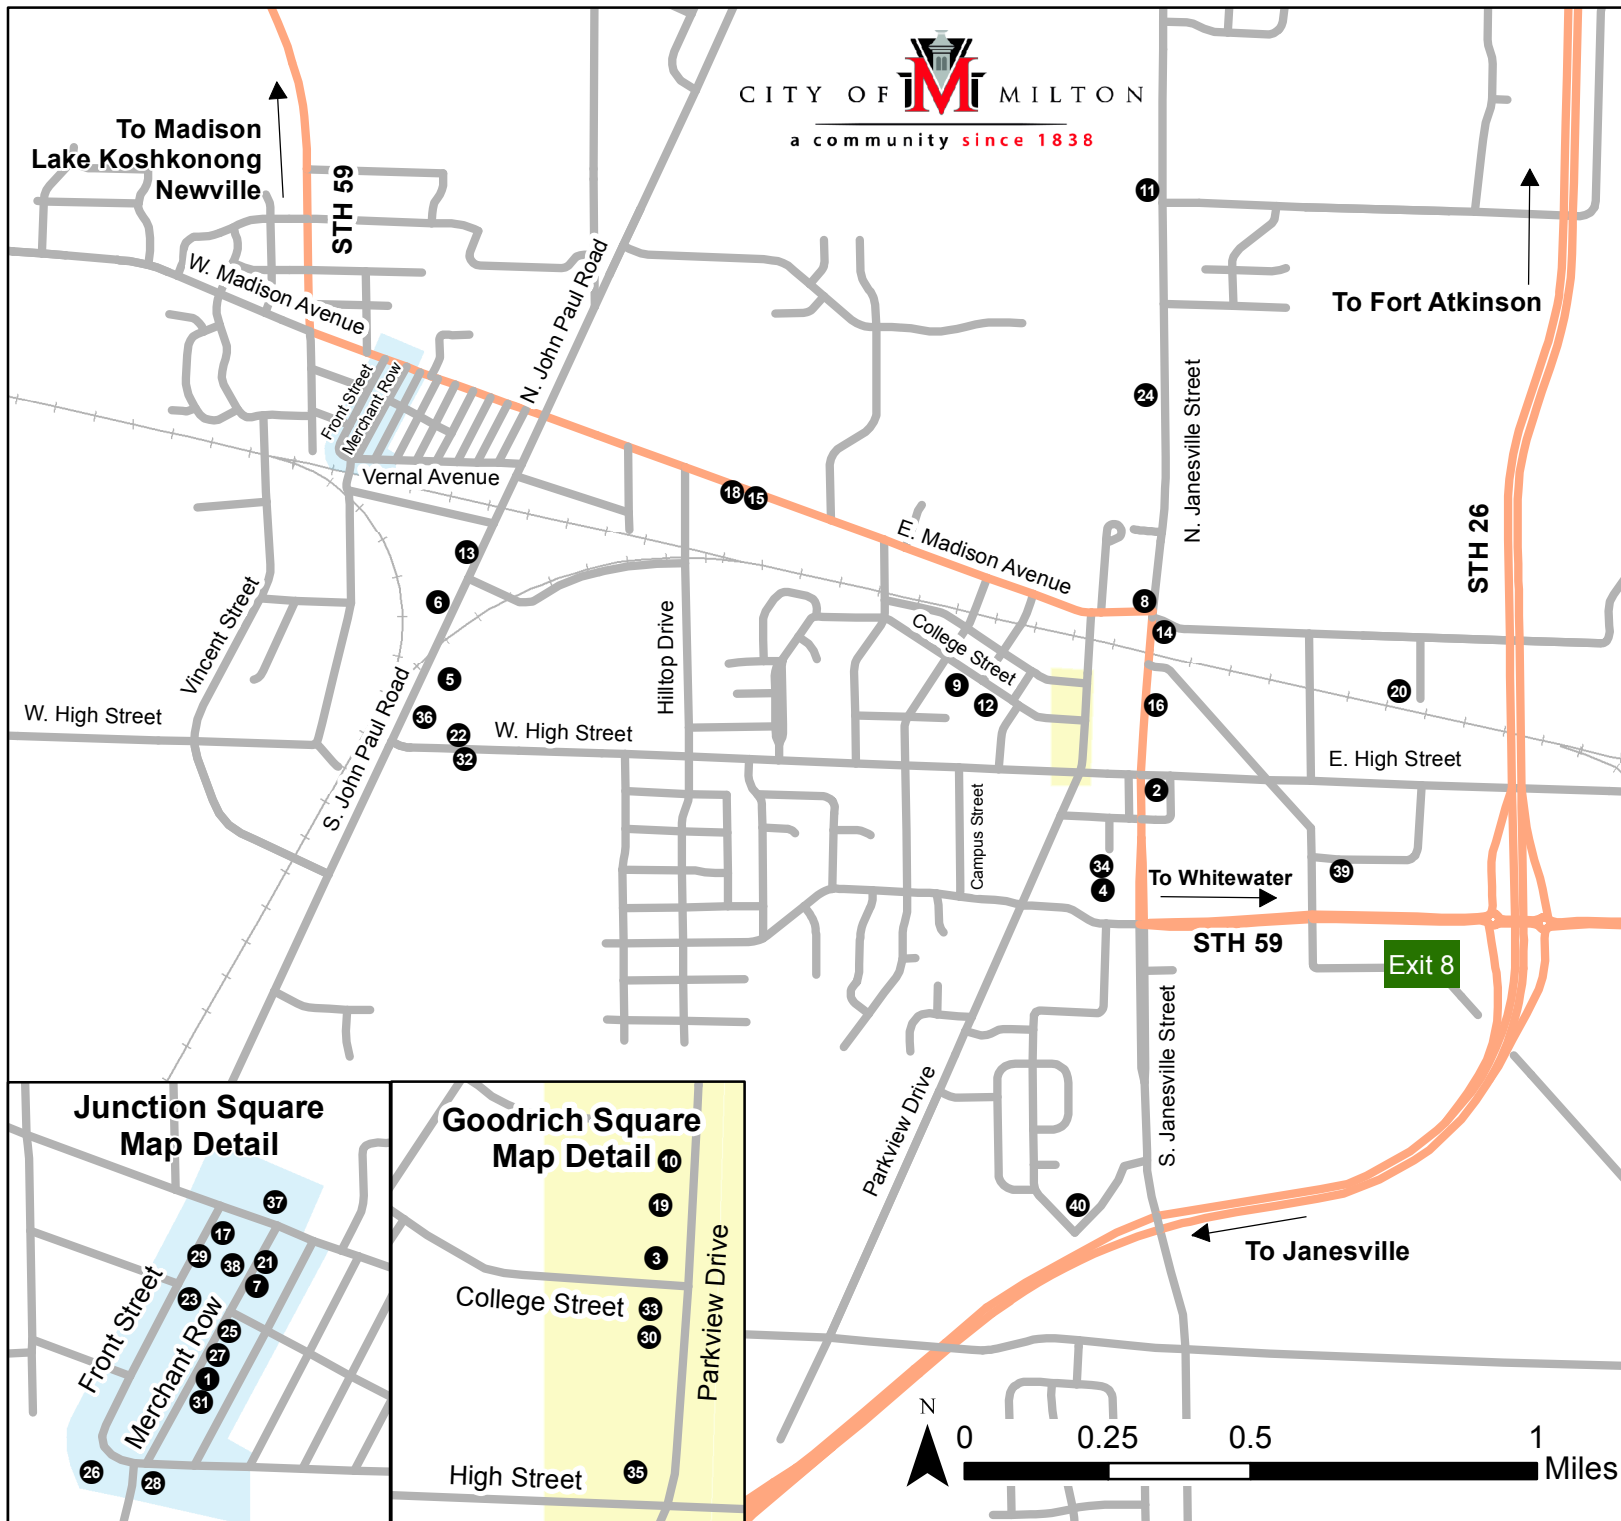 CITY OF M MILTON
a community since 1838
To Madison
Lake Koshkonong
Newville
STH 59
W. Madison Avenue
N. John Paul Road
Front Street
Merchant Row
Vernal Avenue
11
To Fort Atkinson
24
N. Janesville Street
STH 26
18
15
E. Madison Avenue
13
6
Vincent Street
Hilltop Drive
College Street
8
14
5
9
12
16
20
36
22
32
W. High Street
W. High Street
S. John Paul Road
E. High Street
2
Campus Street
34
4
To Whitewater
39
STH 59
Exit 8
S. Janesville Street
Parkview Drive
40
To Janesville
Junction Square
Map Detail
37
17
29
38
21
7
23
25
27
1
31
26
28
Front Street
Merchant Row
Goodrich Square
Map Detail
10
19
3
College Street
33
30
Parkview Drive
High Street
35
N
0 0.25 0.5 1
Miles